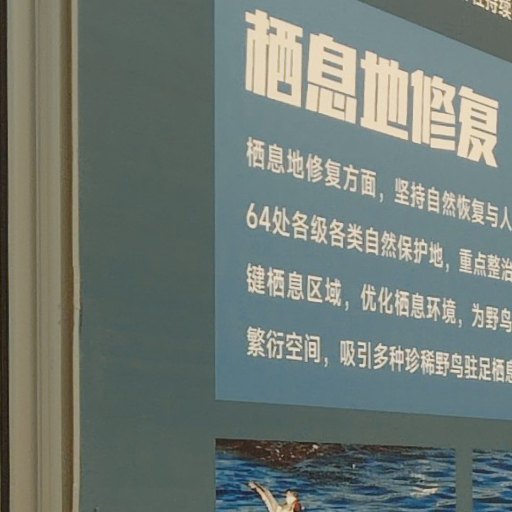 栖息地修复
栖息地修复方面，坚持自然恢复与人
64处各级各类自然保护地，重点整治
键栖息区域，优化栖息环境，为野鸟
繁衍空间，吸引多种珍稀野鸟驻足栖息